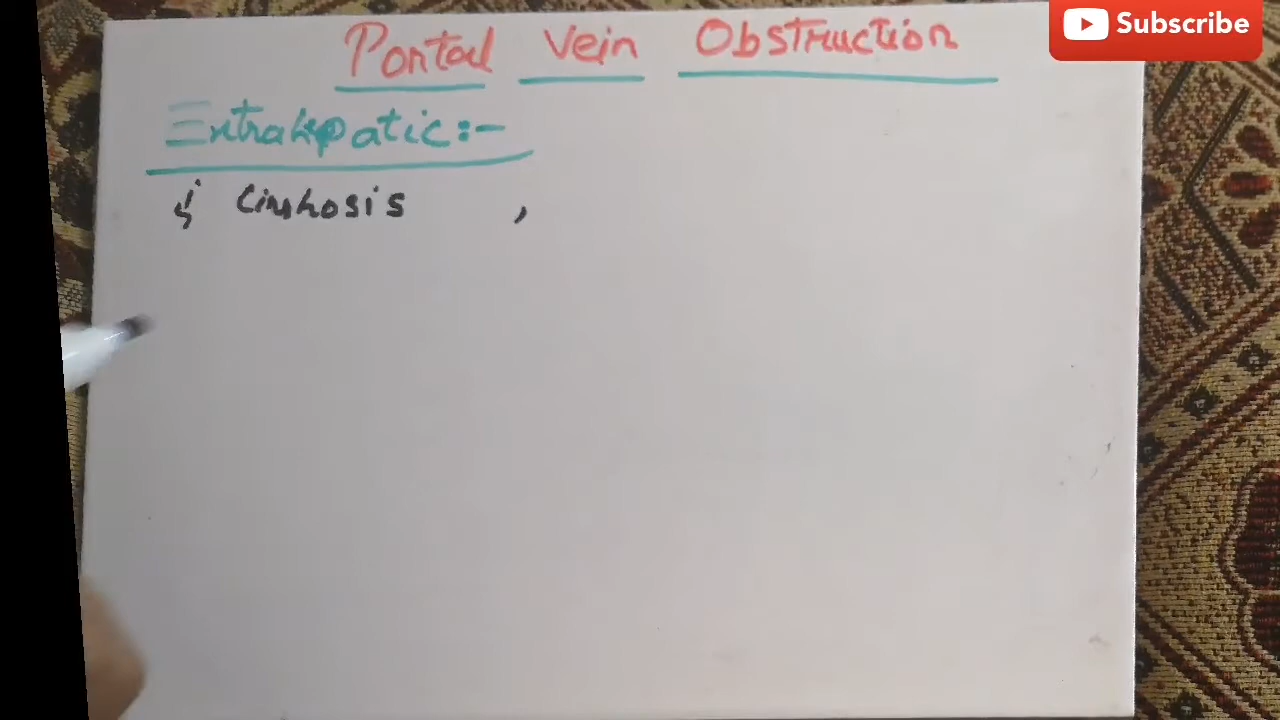 Portal Vein Obstruction
Subscribe
Extrahepatic:-
Cirrhosis ,